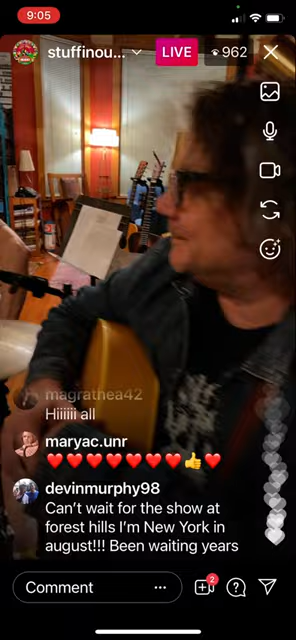 9:05
stuffinou...
LIVE
962
magrathea42
Hiiiiii all
maryac.unr
devinmurphy98
Can't wait for the show at
forest hills I'm New York in
august!!! Been waiting years
Comment
2